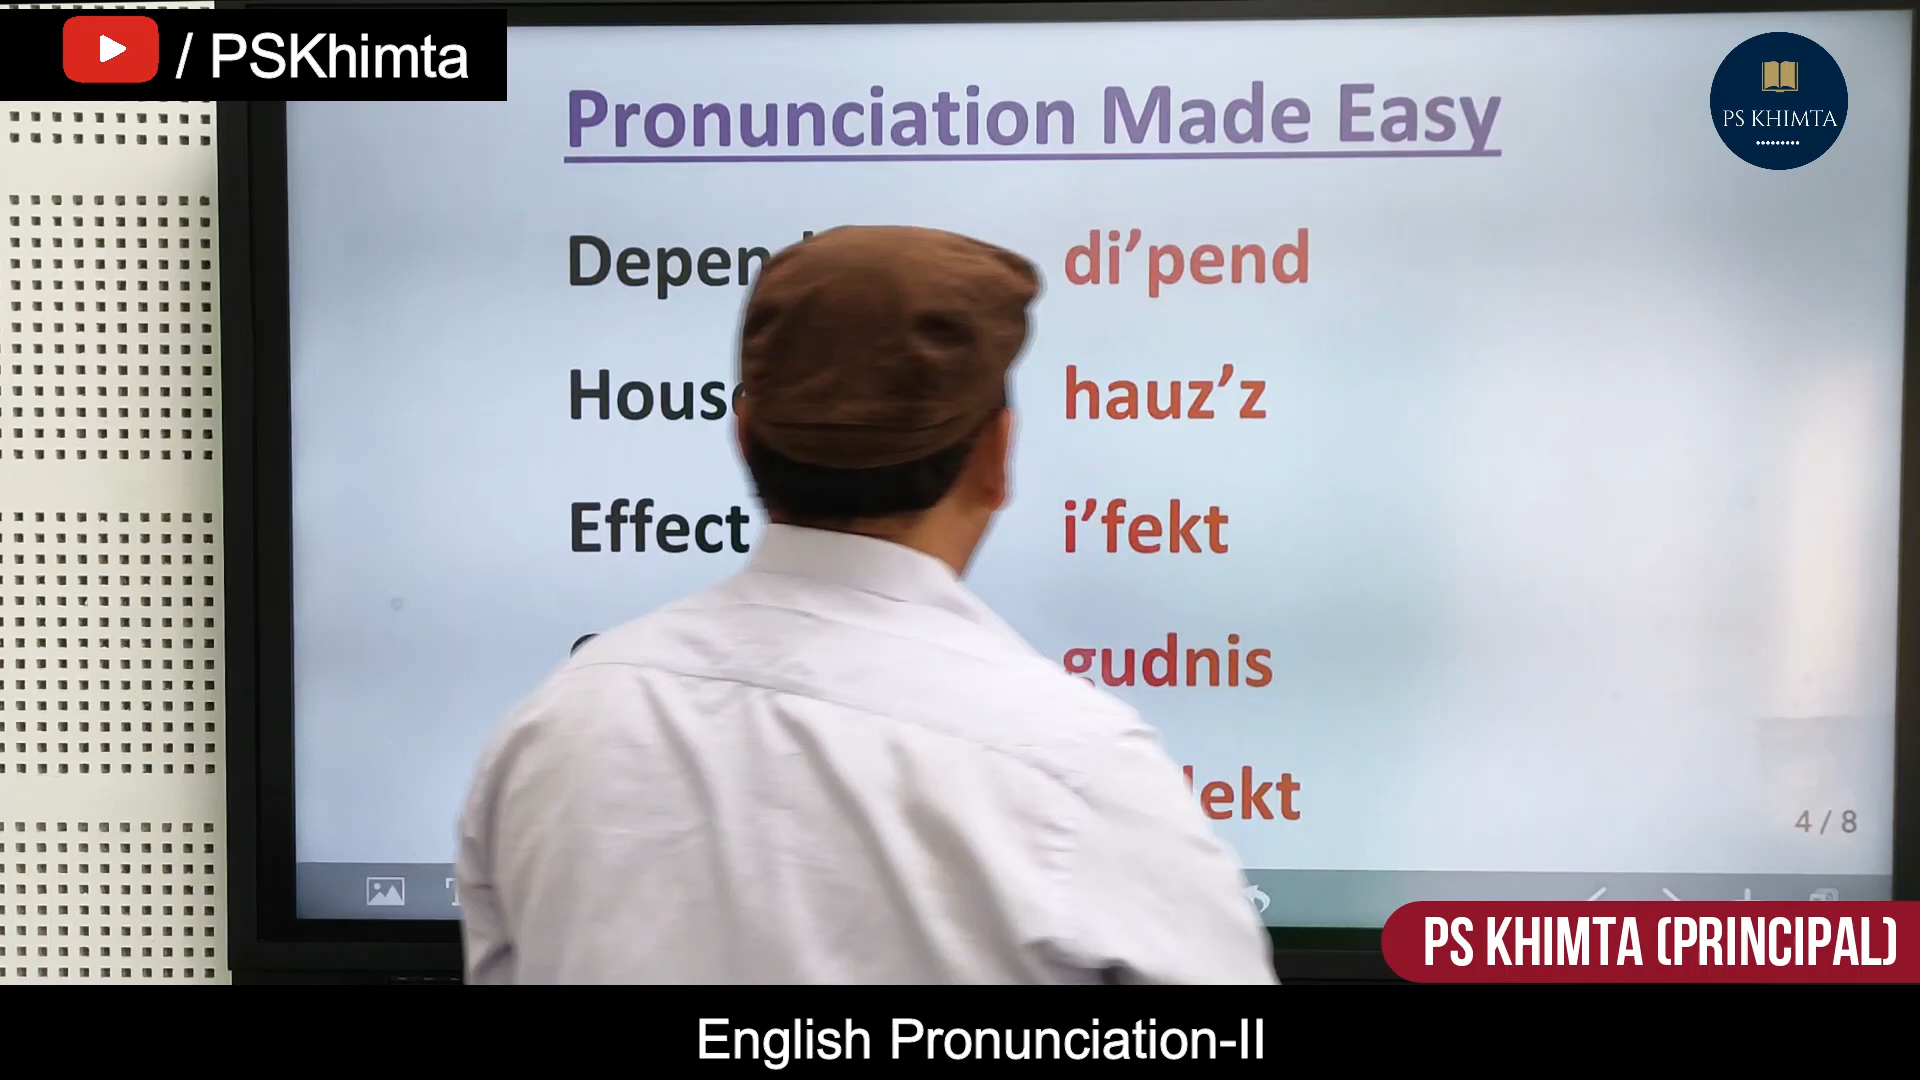 / PSKhimta
PS KHIMTA
Pronunciation Made Easy
di’pend
hauz’z
Effect i’fekt
gudnis
4 / 8
PS KHIMTA (PRINCIPAL)
English Pronunciation-II